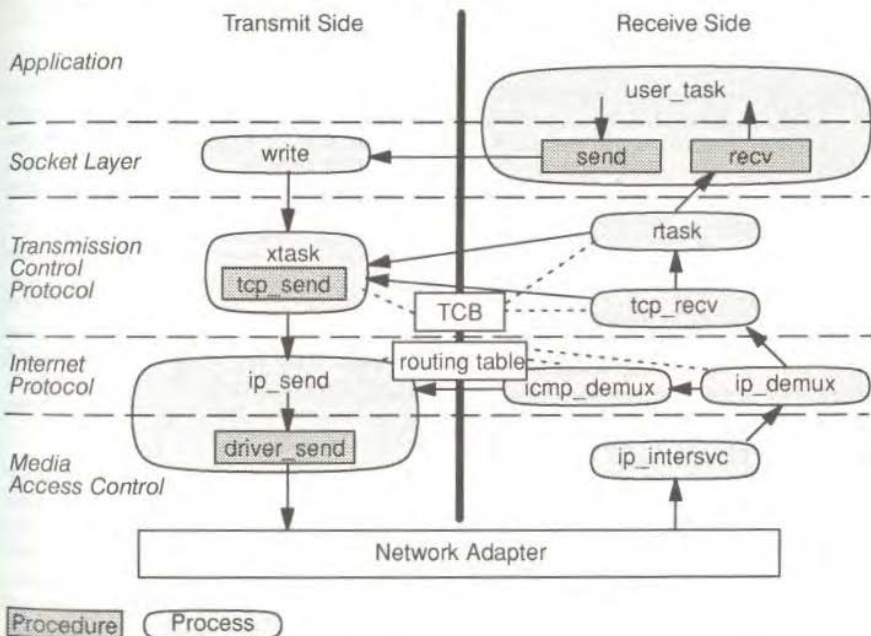 Transmit Side
Receive Side
Application
user_task
Socket Layer
write
send
recv
Transmission
Control
Protocol
xtask
tcp_send
rtask
TCB
tcp_recv
Internet
Protocol
ip_send
routing table
icmp_demux
ip_demux
driver_send
Media
Access Control
ip_intersvc
Network Adapter
Procedure
Process